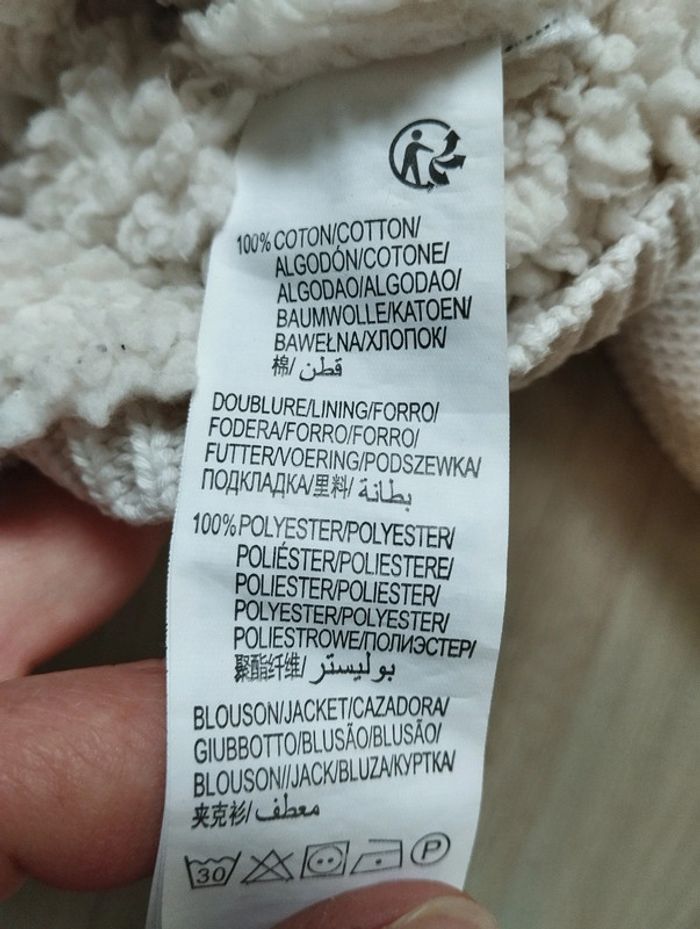 100% COTON/COTTON/
ALGODÓN/COTONE/
ALGODAO/ALGODAO/
BAUMWOLLE/KATOEN/
BAWEŁNA/ХЛОПОК/
棉/ قطن
DOUBLURE/LINING/FORRO/
FODERA/FORRO/FORRO/
FUTTER/VOERING/PODSZEWKA/
ПОДКЛАДКА/里料/ بطانة
100% POLYESTER/POLYESTER/
POLIÉSTER/POLIESTERE/
POLIESTER/POLIESTER/
POLYESTER/POLYESTER/
POLIESTROWE/ПОЛИЭСТЕР/
聚酯纤维/ بوليستر
BLOUSON/JACKET/CAZADORA/
GIUBBOTTO/BLUSÃO/BLUSÃO/
BLOUSON//JACK/BLUZA/КУРТКА/
夹克衫/ معطف
30 P